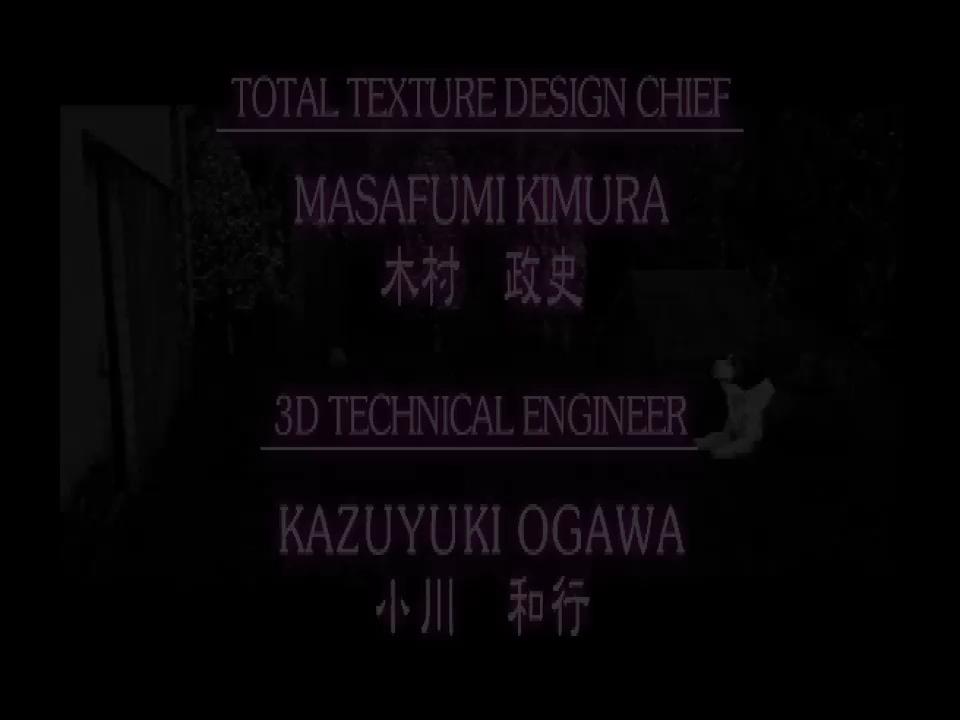 TOTAL TEXTURE DESIGN CHIEF
MASAFUMI KIMURA
木村　政史
3D TECHNICAL ENGINEER
KAZUYUKI OGAWA
小川　和行